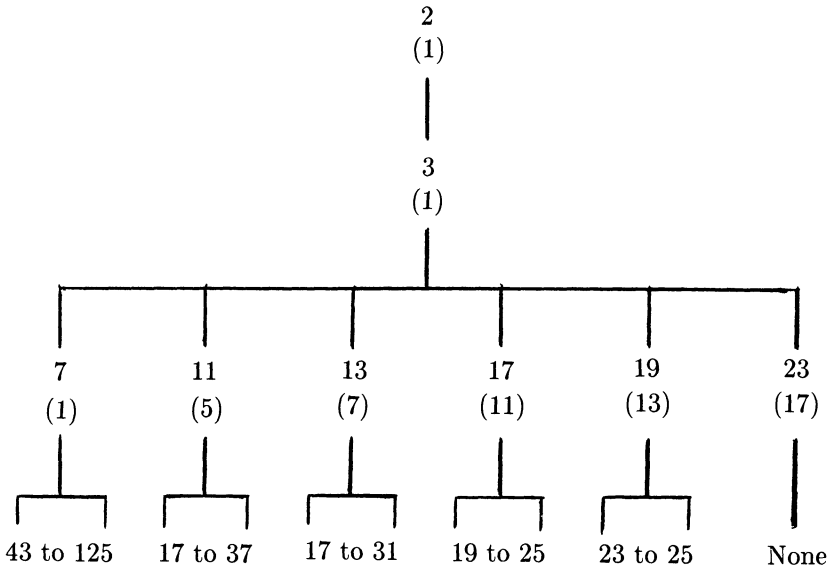 2
(1)
3
(1)
7 11 13 17 19 23
(1) (5) (7) (11) (13) (17)
43 to 125 17 to 37 17 to 31 19 to 25 23 to 25 None